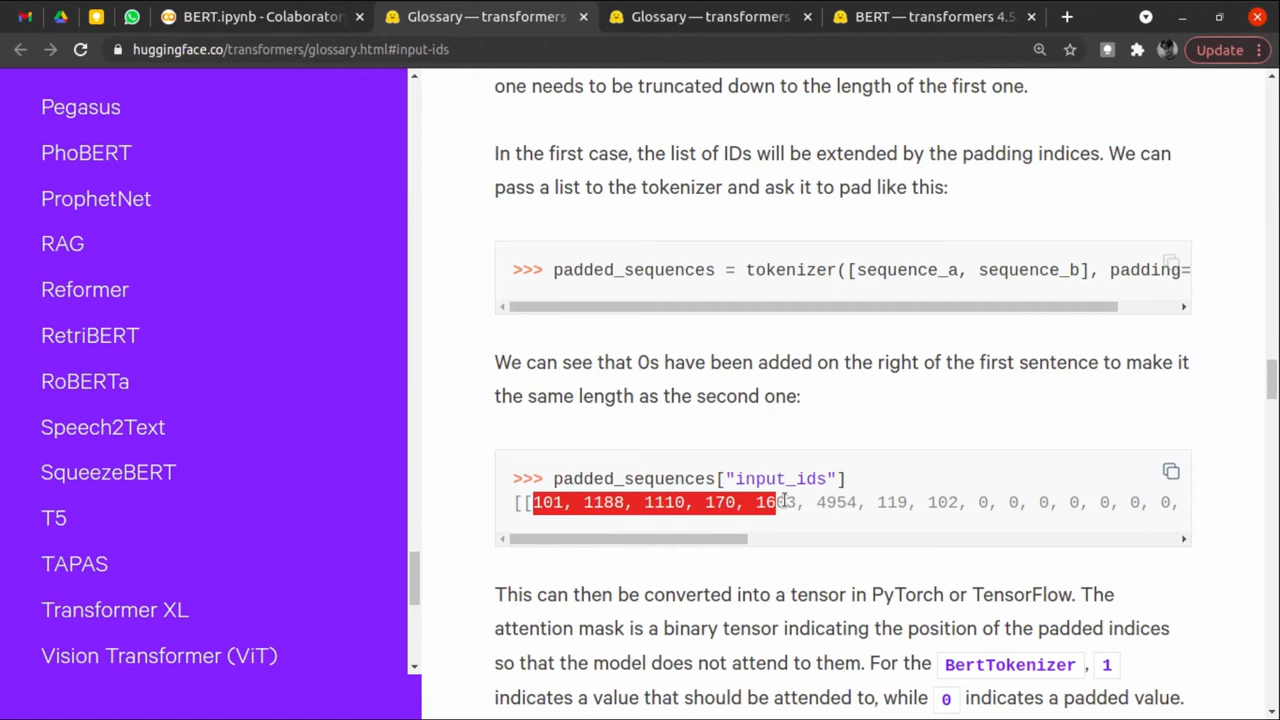 BERT.ipynb - Colaboratory
Glossary — transformers
Glossary — transformers
BERT — transformers 4.5
huggingface.co/transformers/glossary.html#input-ids
Update
Pegasus
PhoBERT
ProphetNet
RAG
Reformer
RetriBERT
RoBERTa
Speech2Text
SqueezeBERT
T5
TAPAS
Transformer XL
Vision Transformer (ViT)
one needs to be truncated down to the length of the first one.
In the first case, the list of IDs will be extended by the padding indices. We can
pass a list to the tokenizer and ask it to pad like this:
>>> padded_sequences = tokenizer([sequence_a, sequence_b], padding=
We can see that 0s have been added on the right of the first sentence to make it
the same length as the second one:
>>> padded_sequences["input_ids"]
[[101, 1188, 1110, 170, 1603, 4954, 119, 102, 0, 0, 0, 0, 0, 0, 0,
This can then be converted into a tensor in PyTorch or TensorFlow. The
attention mask is a binary tensor indicating the position of the padded indices
so that the model does not attend to them. For the BertTokenizer, 1
indicates a value that should be attended to, while 0 indicates a padded value.